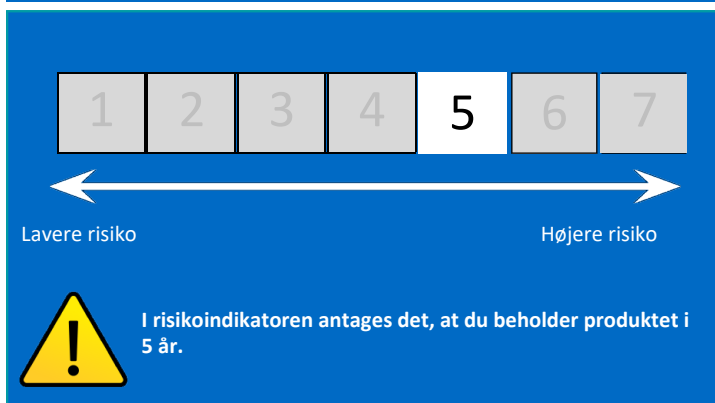 1 2 3 4 5 6 7
Lavere risiko Højere risiko
I risikoindikatoren antages det, at du beholder produktet i
5 år.